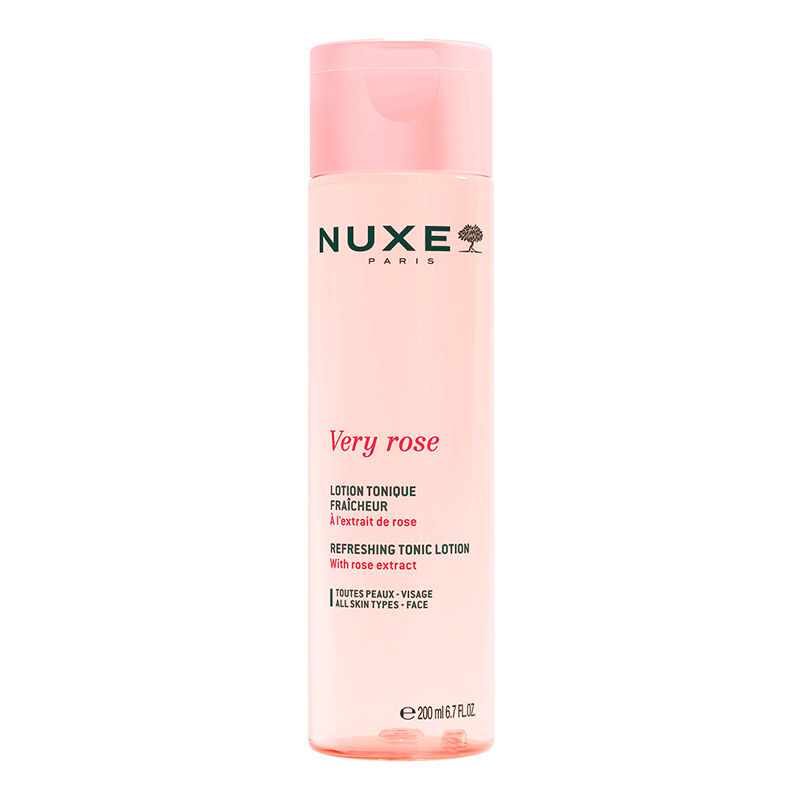 NUXE
PARIS
Very rose
LOTION TONIQUE
FRAÎCHEUR
À l'extrait de rose
REFRESHING TONIC LOTION
With rose extract
TOUTES PEAUX - VISAGE
ALL SKIN TYPES - FACE
℮ 200 ml 6.7 FL.OZ.